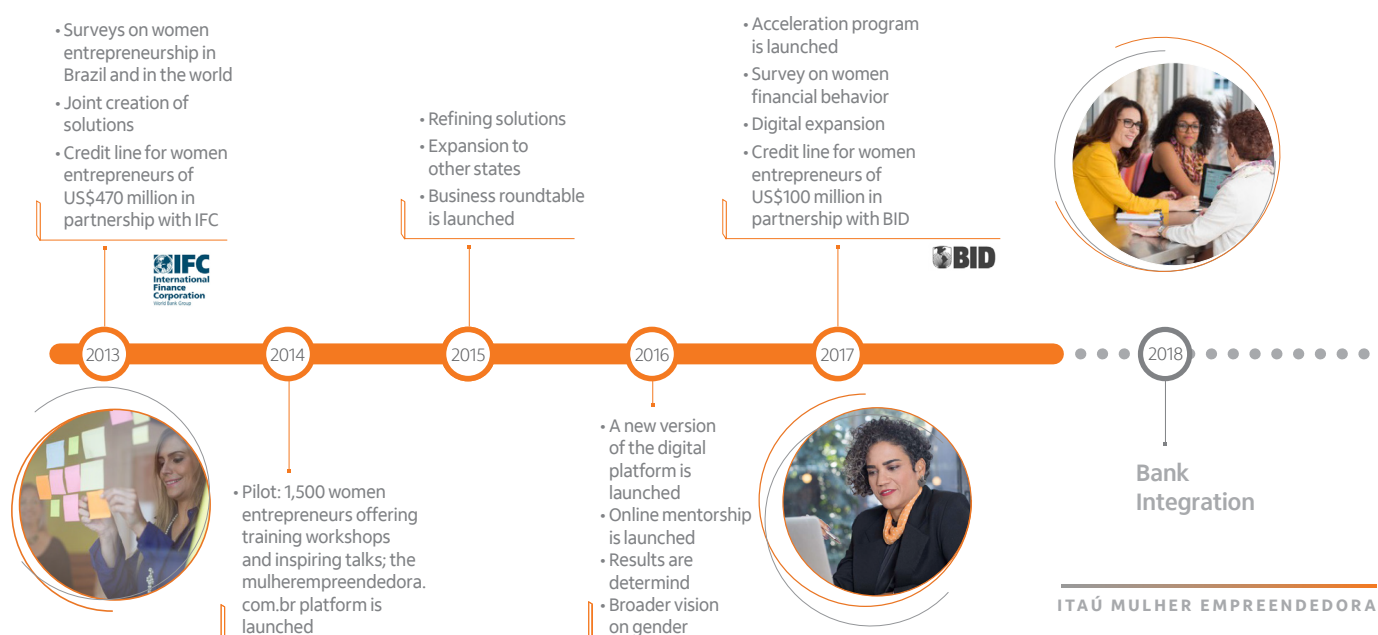 • Surveys on women
entrepreneurship in
Brazil and in the world
• Joint creation of
solutions
• Credit line for women
entrepreneurs of
US$470 million in
partnership with IFC
IFC
International
Finance
Corporation
World Bank Group
• Refining solutions
• Expansion to
other states
• Business roundtable
is launched
• Acceleration program
is launched
• Survey on women
financial behavior
• Digital expansion
• Credit line for women
entrepreneurs of
US$100 million in
partnership with BID
BID
2013
2014
2015
2016
2017
2018
• Pilot: 1,500 women
entrepreneurs offering
training workshops
and inspiring talks; the
mulherempreendedora.
com.br platform is
launched
• A new version
of the digital
platform is
launched
• Online mentorship
is launched
• Results are
determind
• Broader vision
on gender
Bank
Integration
ITAÚ MULHER EMPREENDEDORA